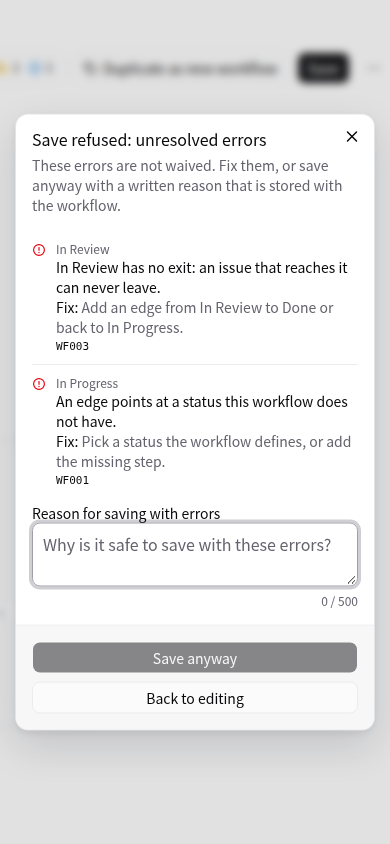 Duplicate as new workflow
Save
Save refused: unresolved errors
These errors are not waived. Fix them, or save
anyway with a written reason that is stored with
the workflow.
In Review
In Review has no exit: an issue that reaches it
can never leave.
Fix: Add an edge from In Review to Done or
back to In Progress.
WF003
In Progress
An edge points at a status this workflow does
not have.
Fix: Pick a status the workflow defines, or add
the missing step.
WF001
Reason for saving with errors
Why is it safe to save with these errors?
0 / 500
Save anyway
Back to editing